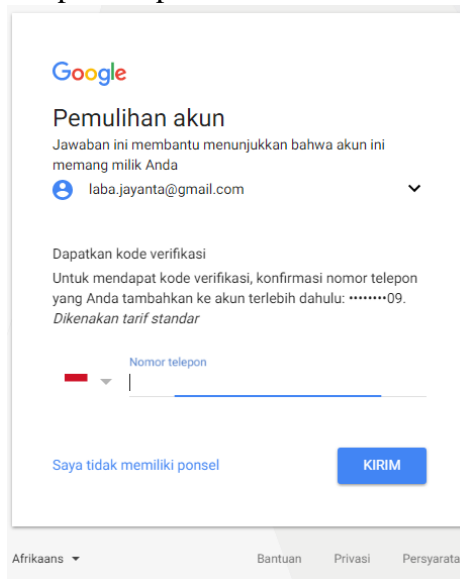 Google
Pemulihan akun
Jawaban ini membantu menunjukkan bahwa akun ini
memang milik Anda
laba.jayanta@gmail.com
Dapatkan kode verifikasi
Untuk mendapat kode verifikasi, konfirmasi nomor telepon
yang Anda tambahkan ke akun terlebih dahulu: ••••••••09.
Dikenakan tarif standar
Nomor telepon
Saya tidak memiliki ponsel
KIRIM
Afrikaans
Bantuan Privasi Persyarata